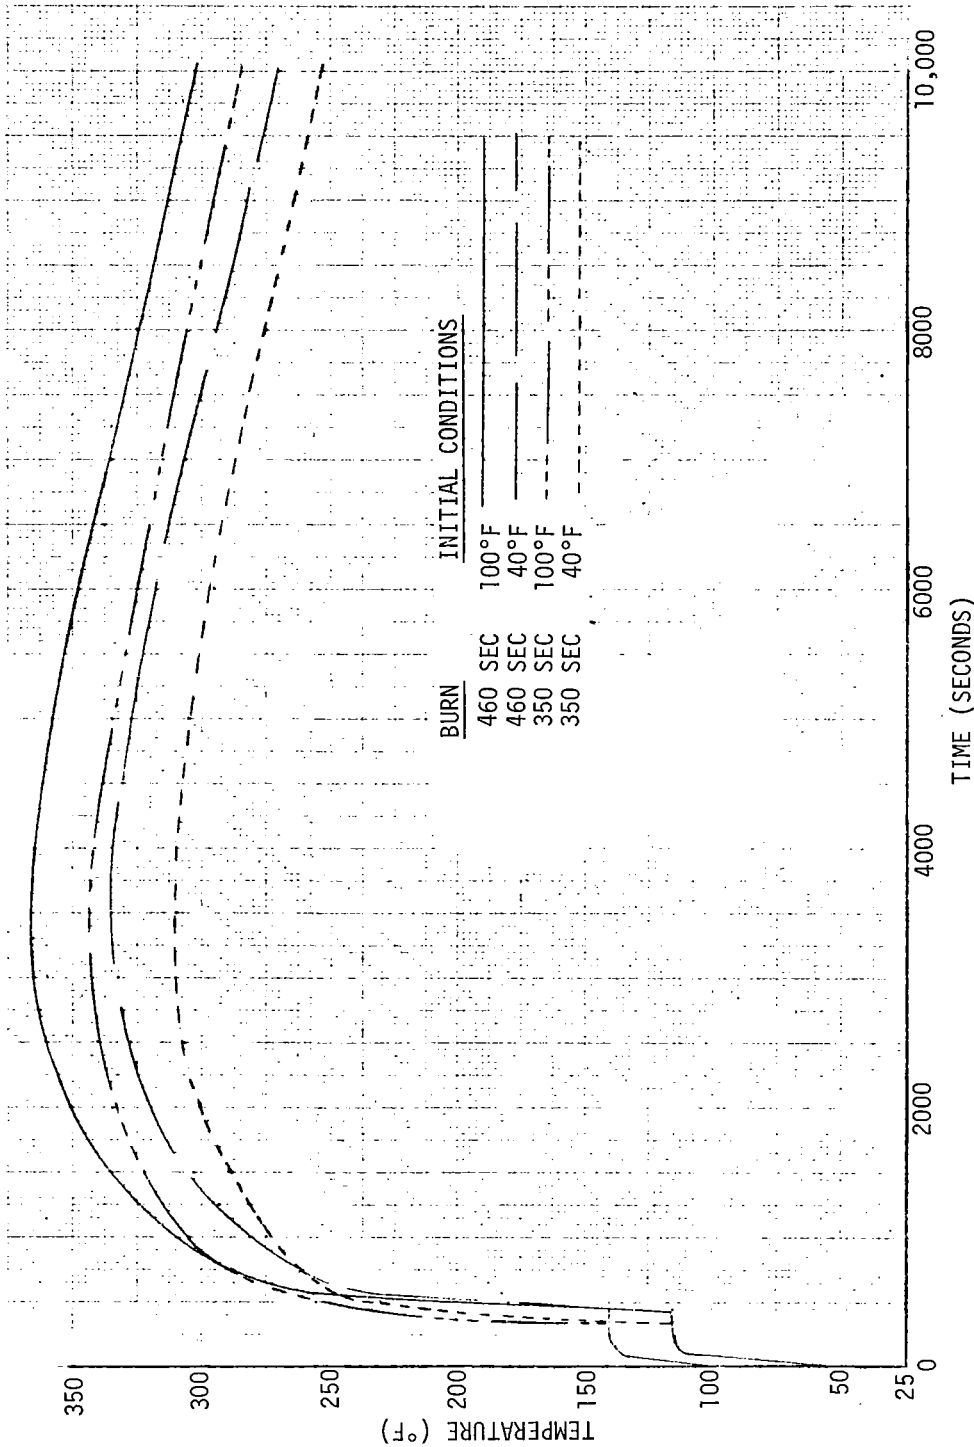 TEMPERATURE (°F)
350
300
250
200
150
100
50
25
0
2000
4000
6000
8000
10,000
TIME (SECONDS)
BURN INITIAL CONDITIONS
460 SEC 100°F
460 SEC 40°F
350 SEC 100°F
350 SEC 40°F